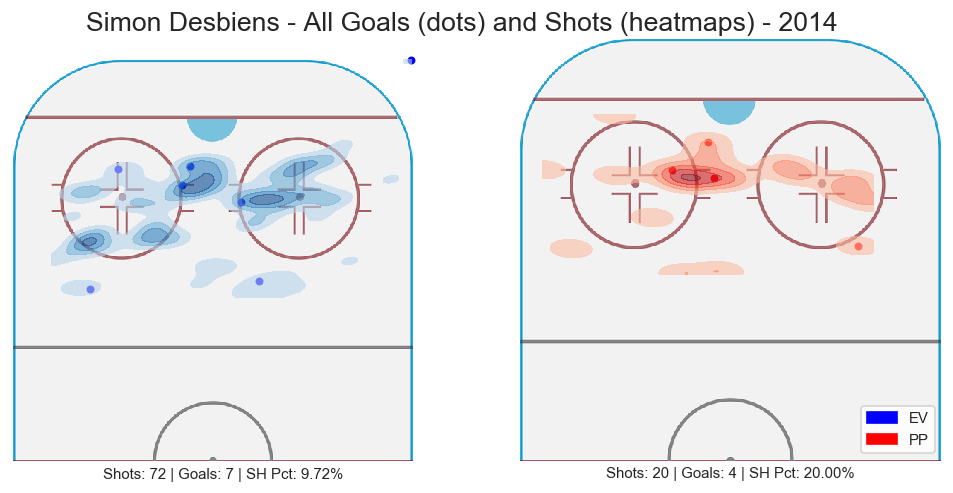 Simon Desbiens - All Goals (dots) and Shots (heatmaps) - 2014
EV
PP
Shots: 72 | Goals: 7 | SH Pct: 9.72%
Shots: 20 | Goals: 4 | SH Pct: 20.00%